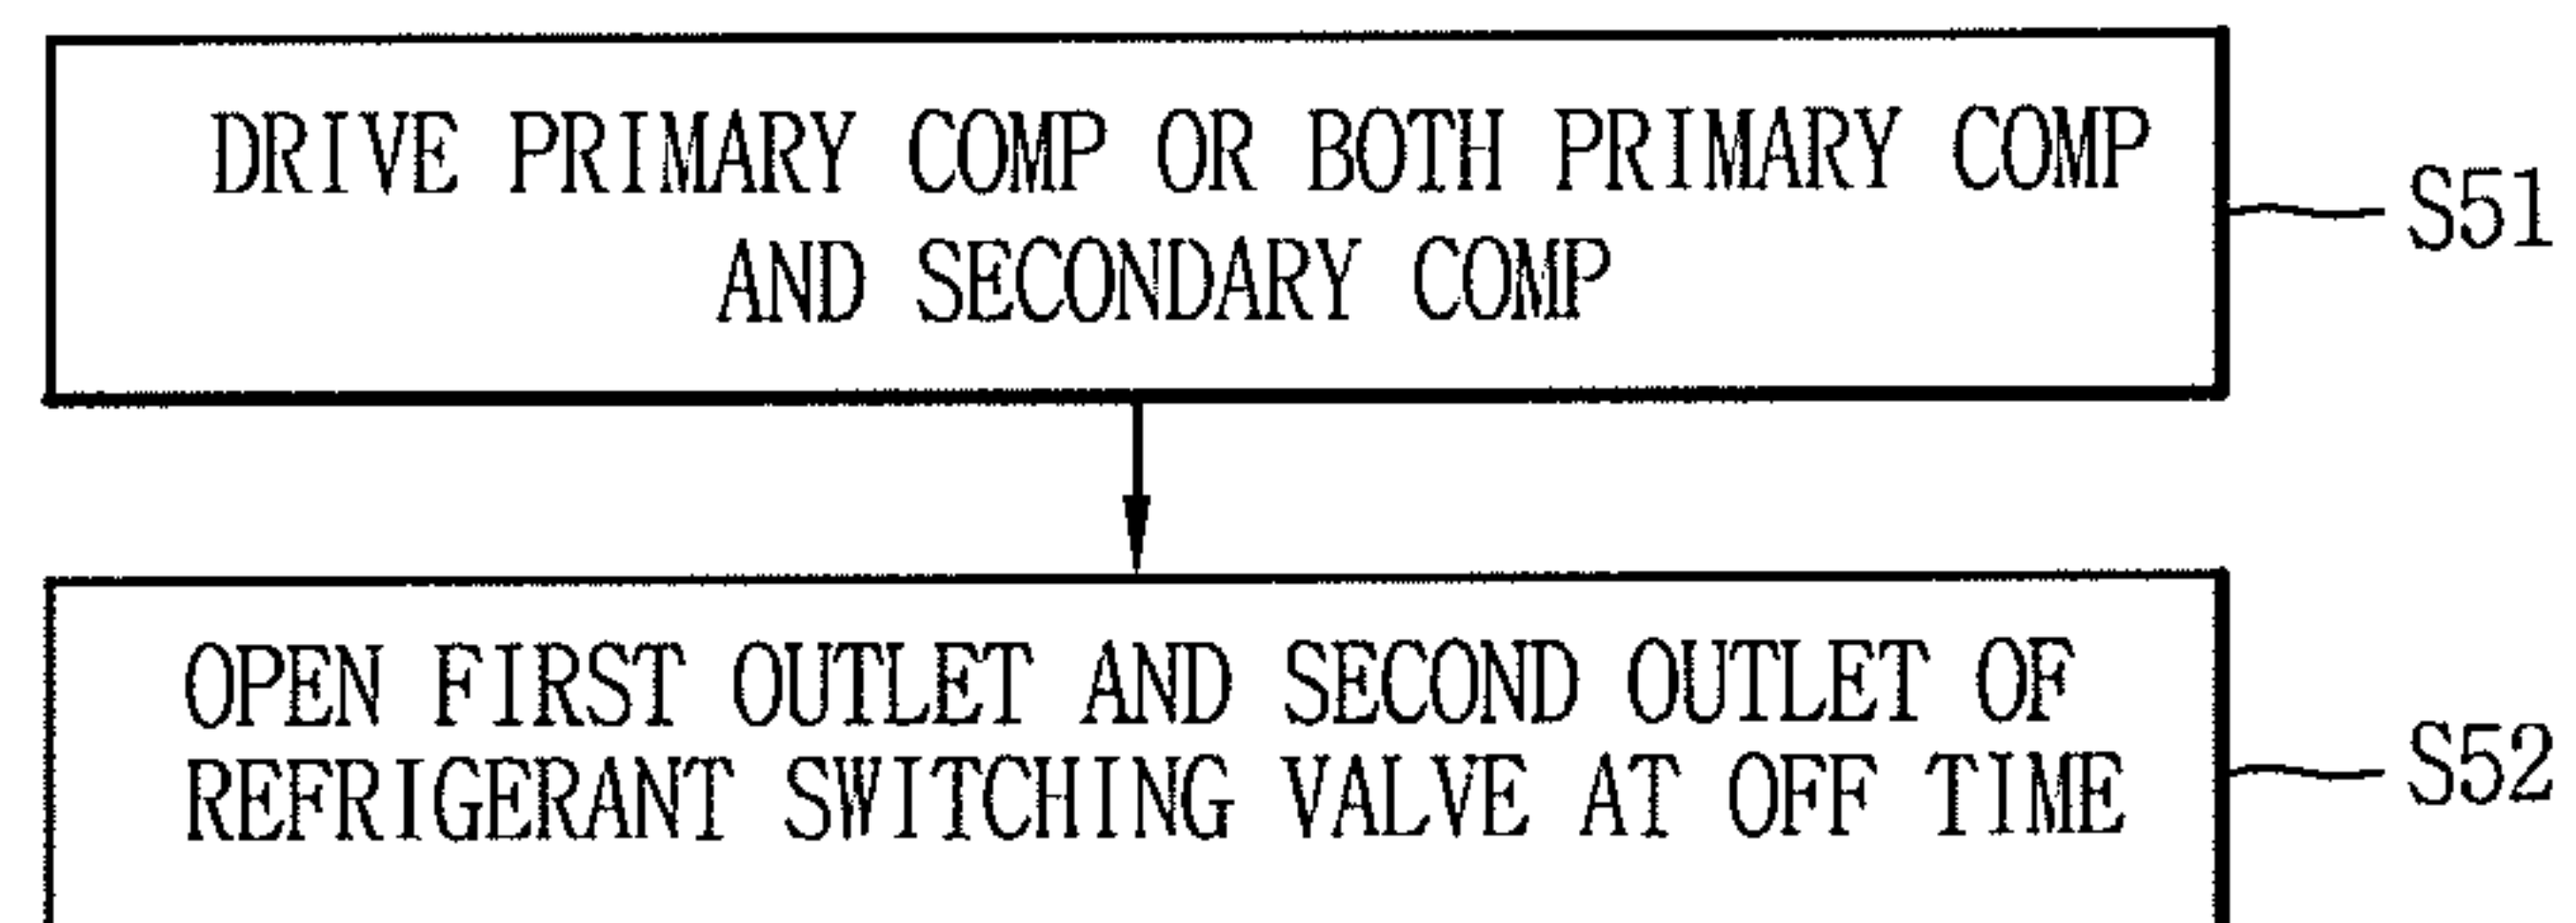 DRIVE PRIMARY COMP OR BOTH PRIMARY COMP
AND SECONDARY COMP
S51
OPEN FIRST OUTLET AND SECOND OUTLET OF
REFRIGERANT SWITCHING VALVE AT OFF TIME
S52